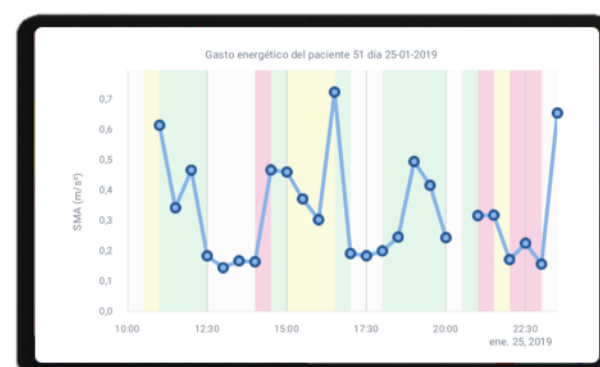 Gasto energético del paciente 51 día 25-01-2019
SMA (m/s²)
0,7
0,6
0,5
0,4
0,3
0,2
0,1
0,0
10:00 12:30 15:00 17:30 20:00 22:30
ene. 25, 2019